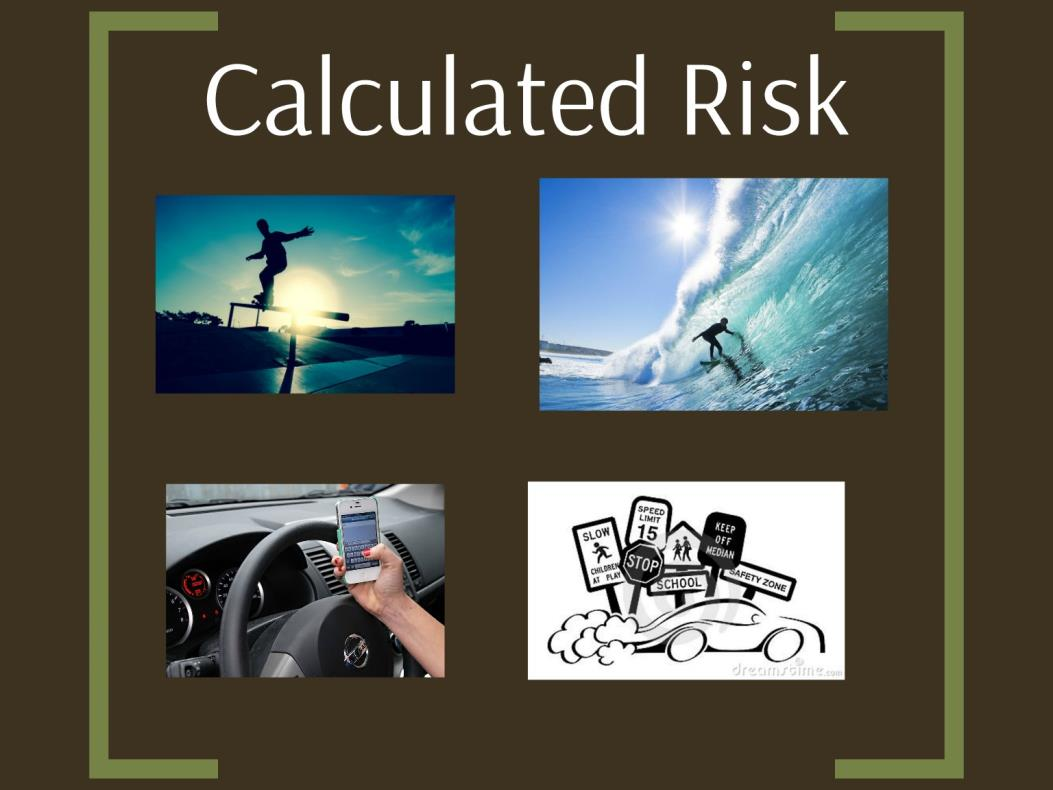 Calculated Risk
SLOW
CHILDREN
AT PLAY
SPEED
LIMIT
15
STOP
SCHOOL
KEEP
OFF
MEDIAN
SAFETY ZONE
dreamstime.com